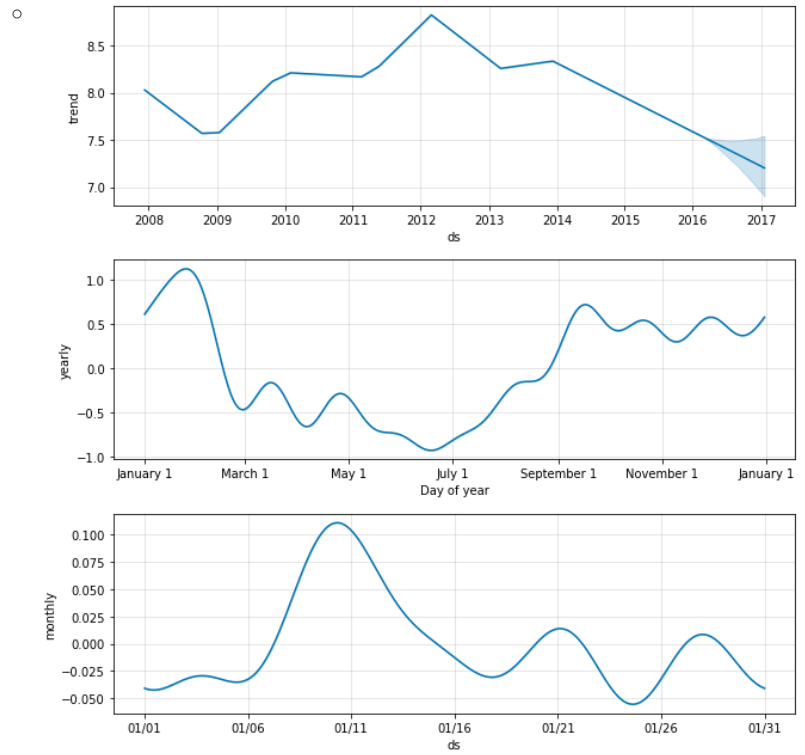 8.5
8.0
7.5
7.0
trend
2008 2009 2010 2011 2012 2013 2014 2015 2016 2017
ds
1.0
0.5
0.0
−0.5
−1.0
yearly
January 1 March 1 May 1 July 1 September 1 November 1 January 1
Day of year
0.100
0.075
0.050
0.025
0.000
−0.025
−0.050
monthly
01/01 01/06 01/11 01/16 01/21 01/26 01/31
ds